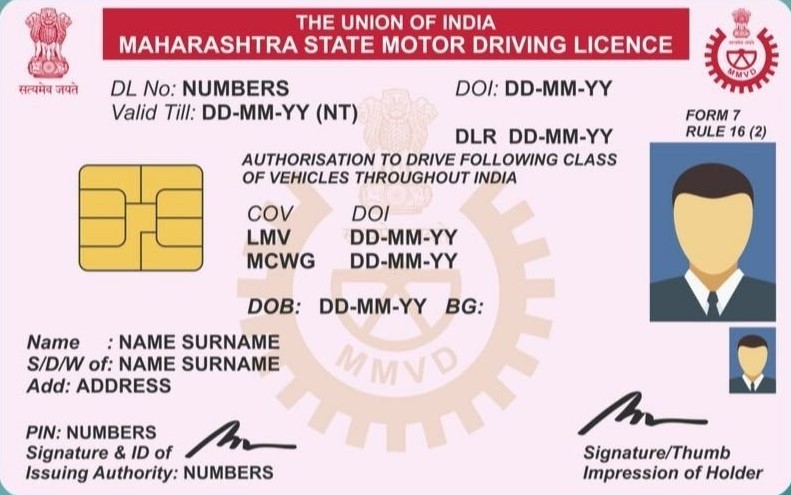 THE UNION OF INDIA
MAHARASHTRA STATE MOTOR DRIVING LICENCE
सत्यमेव जयते
MMVD
DL No: NUMBERS DOI: DD-MM-YY
Valid Till: DD-MM-YY (NT)
FORM 7
RULE 16 (2)
DLR DD-MM-YY
AUTHORISATION TO DRIVE FOLLOWING CLASS
OF VEHICLES THROUGHOUT INDIA
COV DOI
LMV DD-MM-YY
MCWG DD-MM-YY
DOB: DD-MM-YY BG:
Name : NAME SURNAME
S/D/W of: NAME SURNAME
Add: ADDRESS
MMVD
PIN: NUMBERS
Signature & ID of
Issuing Authority: NUMBERS
Signature/Thumb
Impression of Holder